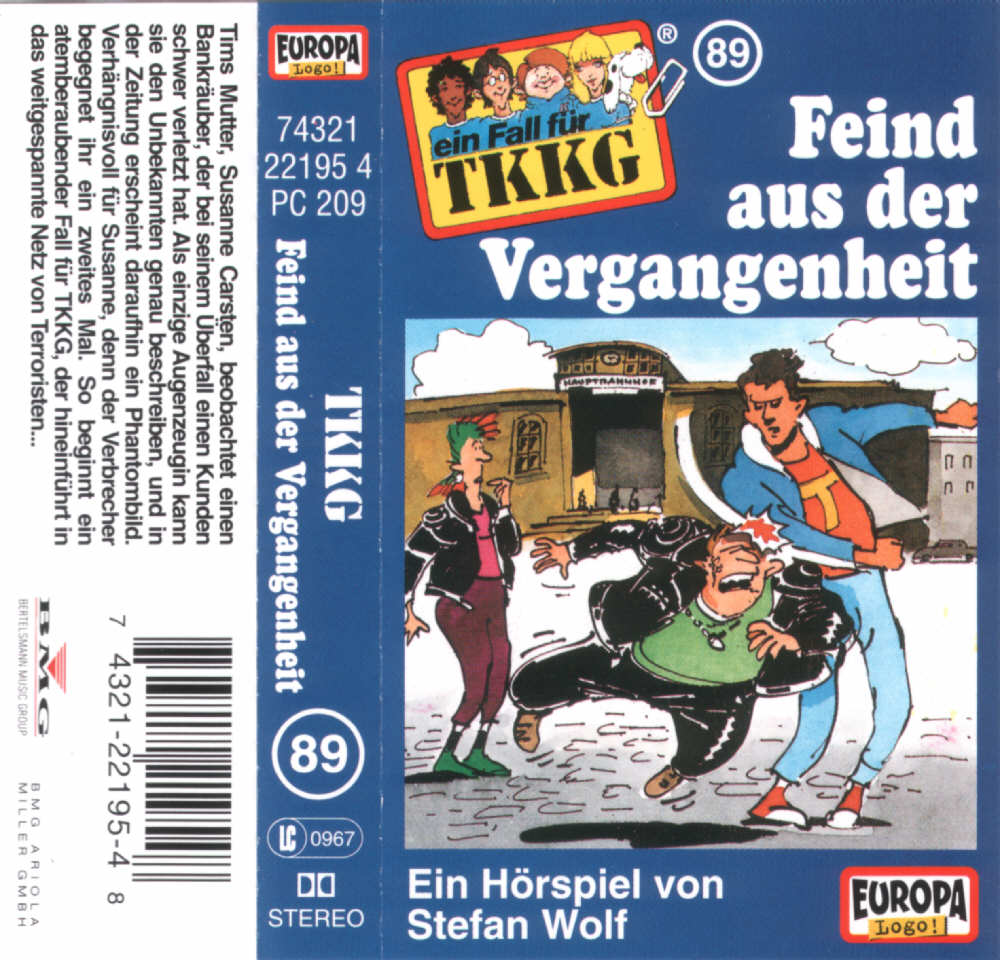 Tims Mutter, Susanne Carsten, beobachtet einen
Bankräuber, der bei seinem Überfall einen Kunden
schwer verletzt hat. Als einzige Augenzeugin kann
sie den Unbekannten genau beschreiben, und in
der Zeitung erscheint daraufhin ein Phantombild.
Verhängnisvoll für Susanne, denn der Verbrecher
begegnet ihr ein zweites Mal. So beginnt ein
atemberaubender Fall für TKKG, der hineinführt in
das weitgespannte Netz von Terroristen...
7 4321-22195-4 8
BMG
BERTELSMANN MUSIC GROUP
BMG ARIOLA
MILLER GMBH
EUROPA
Logo!
74321
22195 4
PC 209
TKKG
Feind aus der Vergangenheit
89
LC 0967
STEREO
ein Fall für
TKKG
®
89
Feind
aus der
Vergangenheit
HAUPTBAHNHOF
T
Ein Hörspiel von
Stefan Wolf
EUROPA
Logo!